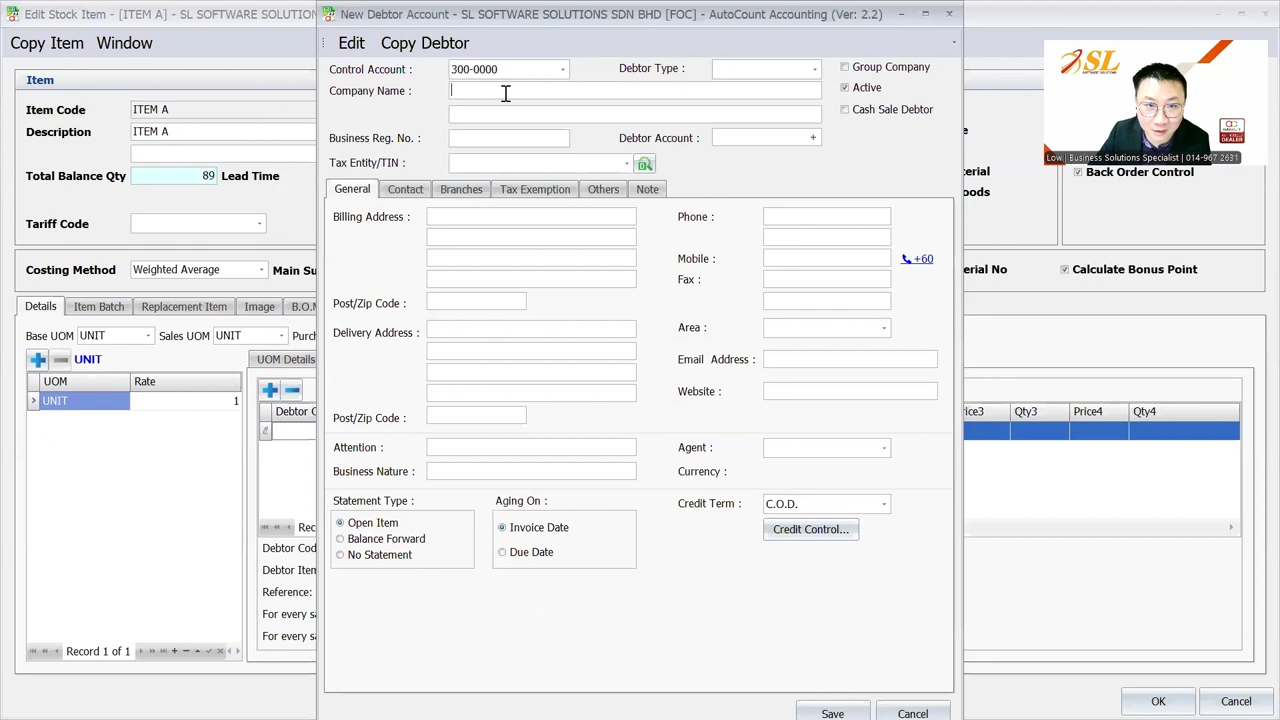 Edit Stock Item - [ITEM A] - SL SOFTWARE SOLUTIONS
New Debtor Account - SL SOFTWARE SOLUTIONS SDN BHD [FOC] - AutoCount Accounting (Ver: 2.2)
Copy Item Window
Edit Copy Debtor
Item
Item Code ITEM A
Description ITEM A
Total Balance Qty 89 Lead Time
Tariff Code
Costing Method Weighted Average Main Su
Details Item Batch Replacement Item Image B.O.M
Base UOM UNIT Sales UOM UNIT Purch
UNIT
UOM Details
UOM Rate
UNIT 1
Debtor C
Rec
Debtor Cod
Debtor Item
Reference:
For every sa
For every sa
Record 1 of 1
Control Account : 300-0000
Debtor Type :
Group Company
Company Name :
Active
Cash Sale Debtor
Business Reg. No. :
Debtor Account :
Tax Entity/TIN :
General Contact Branches Tax Exemption Others Note
Billing Address :
Phone :
Mobile : +60
Fax :
Post/Zip Code :
Delivery Address :
Area :
Email Address :
Website :
Post/Zip Code :
Attention :
Agent :
Business Nature :
Currency :
Statement Type :
Open Item
Balance Forward
No Statement
Aging On :
Invoice Date
Due Date
Credit Term : C.O.D.
Credit Control...
Save Cancel
SL
SOFTWARE SOLUTIONS
DEALER
Low | Business Solutions Specialist | 014-967 2631
aterial
Back Order Control
oods
erial No
Calculate Bonus Point
rice3 Qty3 Price4 Qty4
OK Cancel